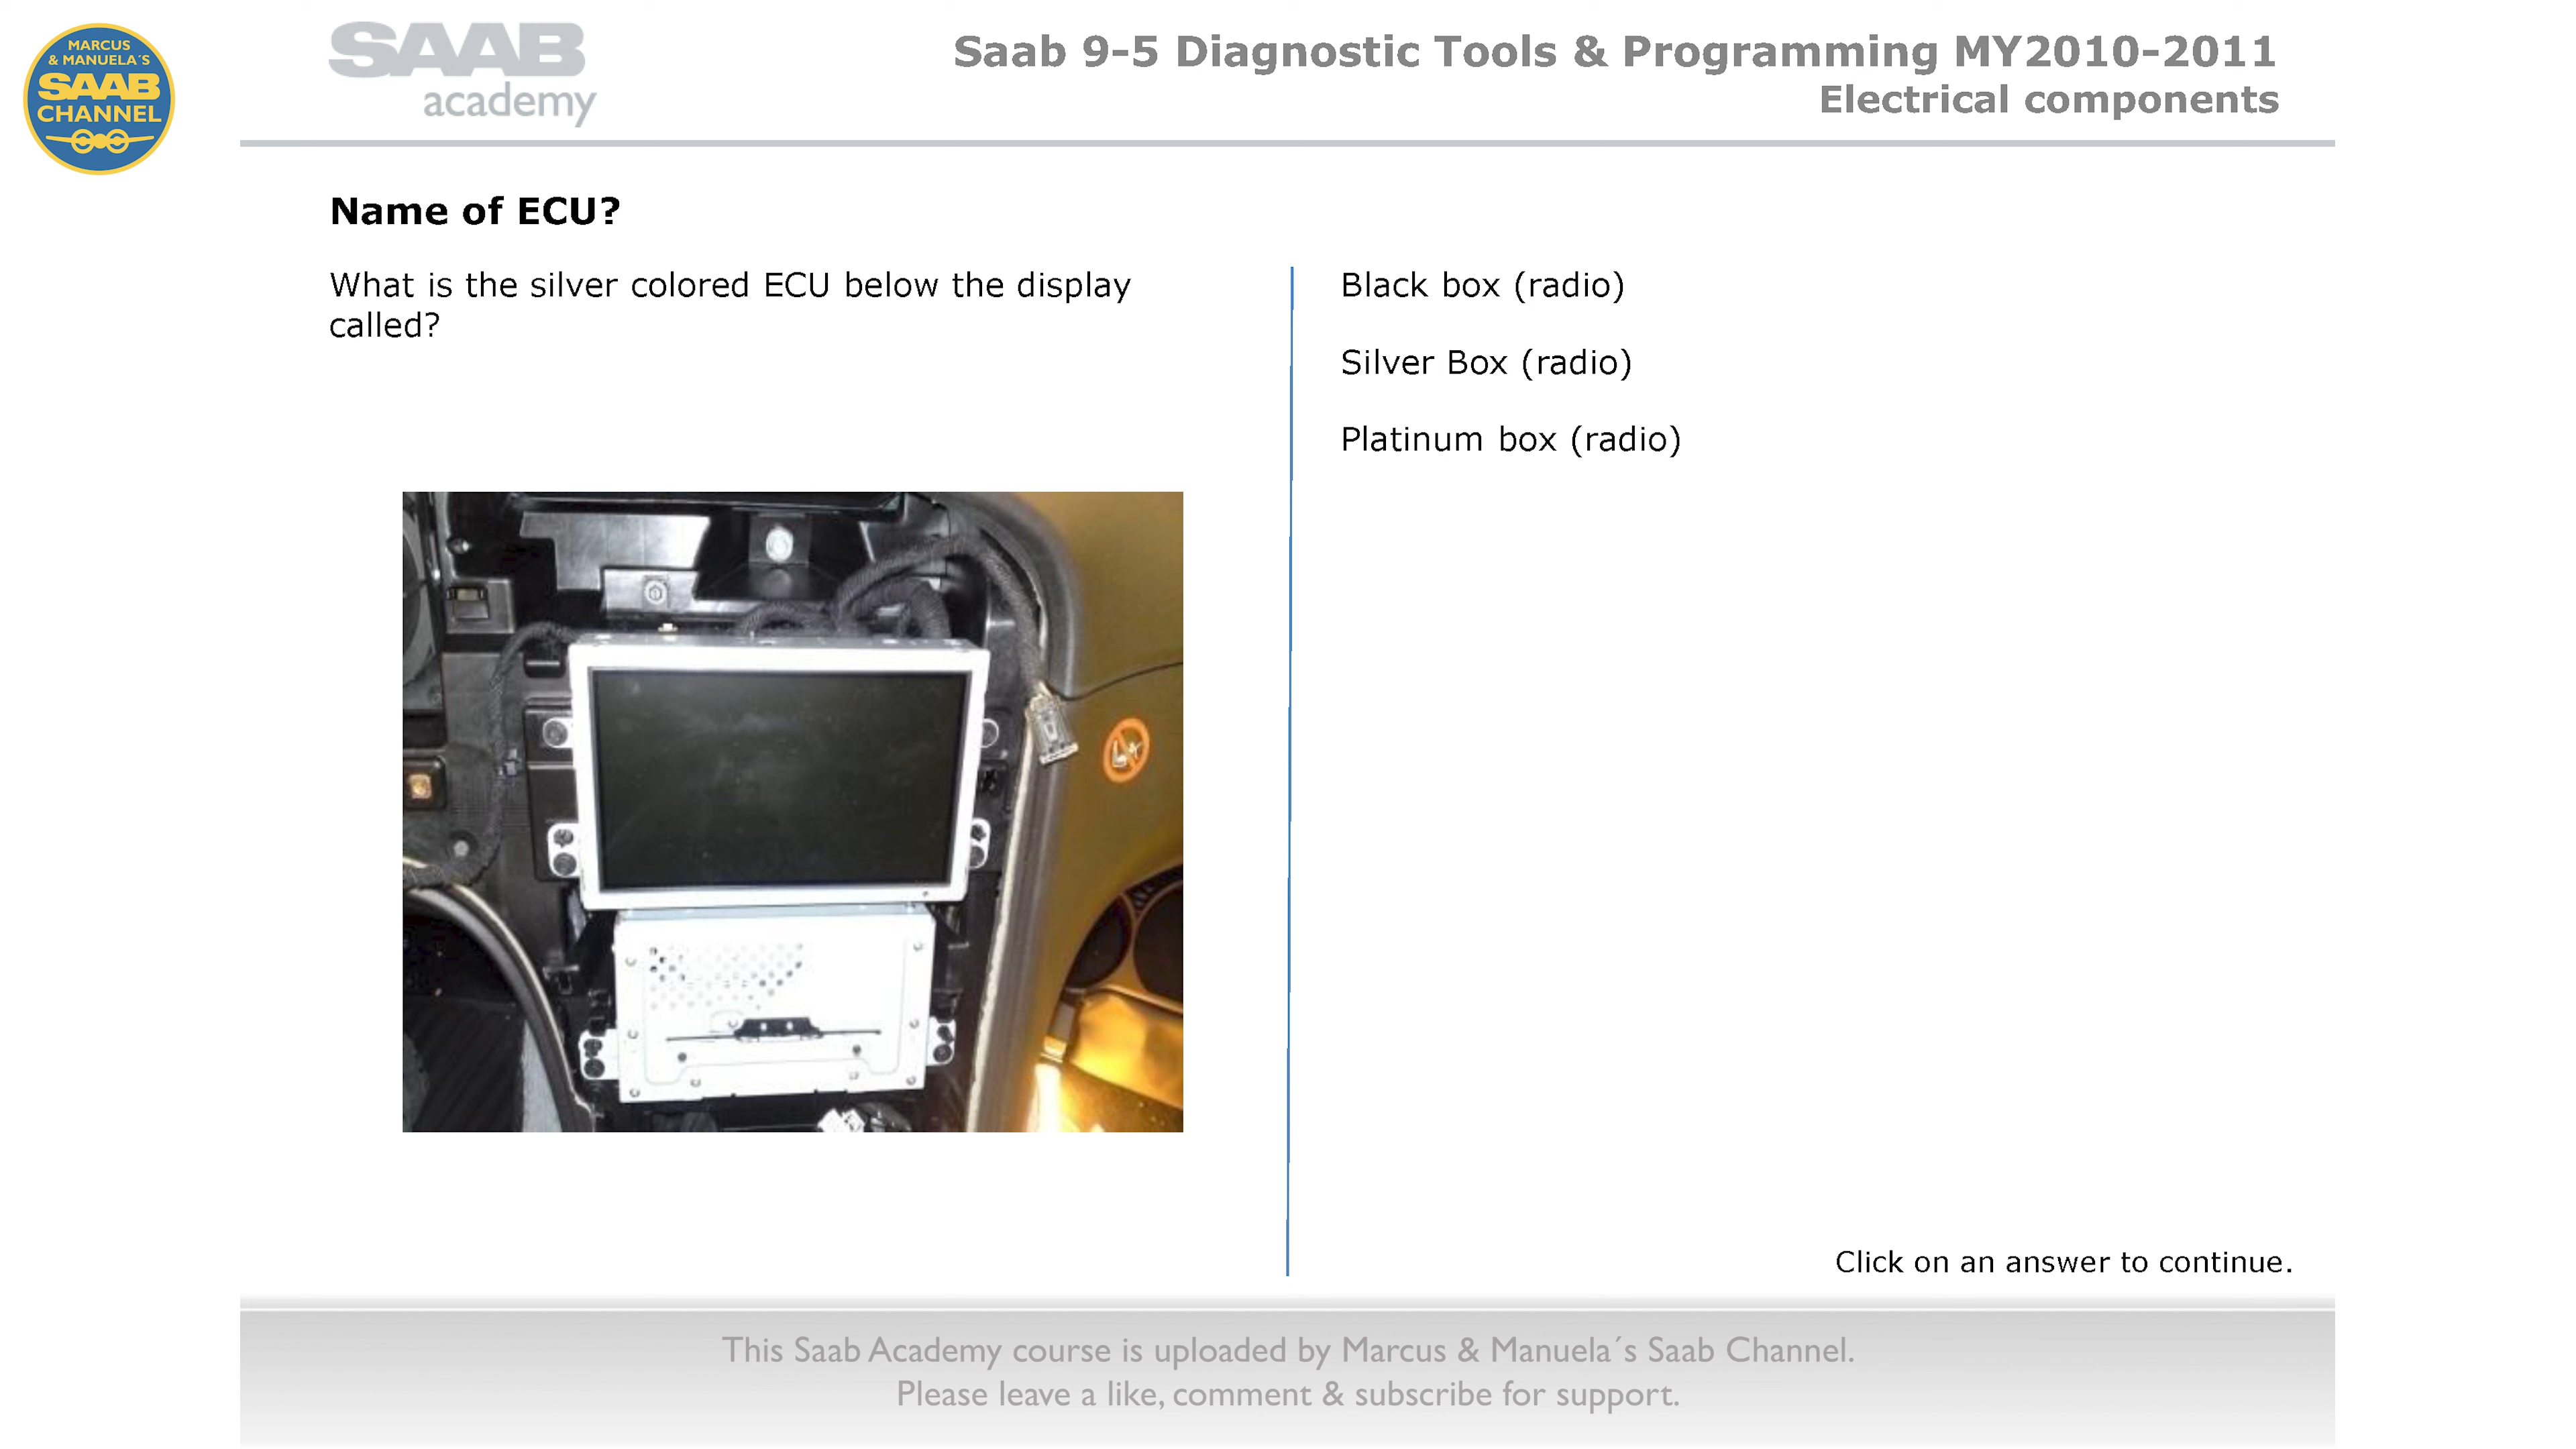 MARCUS
& MANUELA´S
SAAB
CHANNEL
SAAB
academy
Saab 9-5 Diagnostic Tools & Programming MY2010-2011
Electrical components
Name of ECU?
What is the silver colored ECU below the display
called?
Black box (radio)
Silver Box (radio)
Platinum box (radio)
Click on an answer to continue.
This Saab Academy course is uploaded by Marcus & Manuela´s Saab Channel.
Please leave a like, comment & subscribe for support.